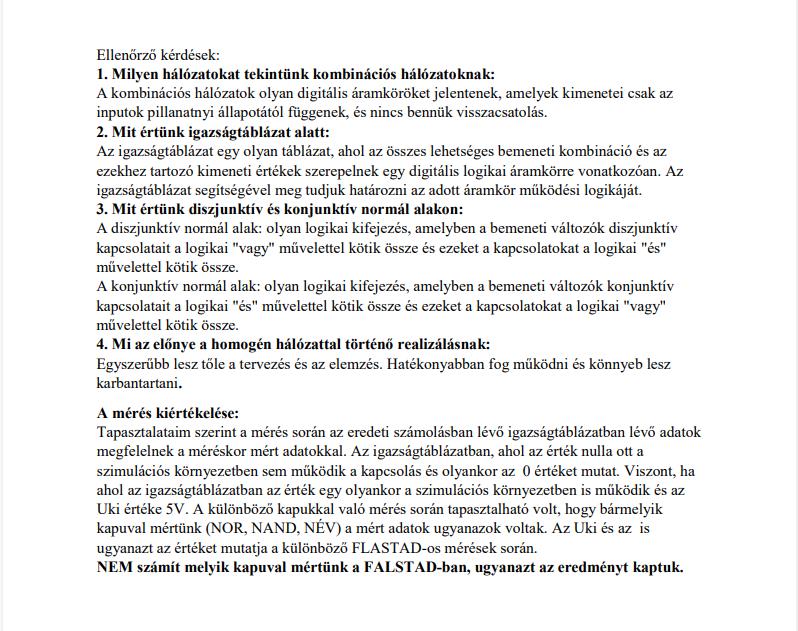 Ellenőrző kérdések:
1. Milyen hálózatokat tekintünk kombinációs hálózatoknak:
A kombinációs hálózatok olyan digitális áramköröket jelentenek, amelyek kimenetei csak az
inputok pillanatnyi állapotától függenek, és nincs bennük visszacsatolás.
2. Mit értünk igazságtáblázat alatt:
Az igazságtáblázat egy olyan táblázat, ahol az összes lehetséges bemeneti kombináció és az
ezekhez tartozó kimeneti értékek szerepelnek egy digitális logikai áramkörre vonatkozóan. Az
igazságtáblázat segítségével meg tudjuk határozni az adott áramkör működési logikáját.
3. Mit értünk diszjunktív és konjunktív normál alakon:
A diszjunktív normál alak: olyan logikai kifejezés, amelyben a bemeneti változók diszjunktív
kapcsolatait a logikai "vagy" művelettel kötik össze és ezeket a kapcsolatokat a logikai "és"
művelettel kötik össze.
A konjunktív normál alak: olyan logikai kifejezés, amelyben a bemeneti változók konjunktív
kapcsolatait a logikai "és" művelettel kötik össze és ezeket a kapcsolatokat a logikai "vagy"
művelettel kötik össze.
4. Mi az előnye a homogén hálózattal történő realizálásnak:
Egyszerűbb lesz tőle a tervezés és az elemzés. Hatékonyabban fog működni és könnyeb lesz
karbantartani.
A mérés kiértékelése:
Tapasztalataim szerint a mérés során az eredeti számolásban lévő igazságtáblázatban lévő adatok
megfelelnek a méréskor mért adatokkal. Az igazságtáblázatban, ahol az érték nulla ott a
szimulációs környezetben sem működik a kapcsolás és olyankor az 0 értéket mutat. Viszont, ha
ahol az igazságtáblázatban az érték egy olyankor a szimulációs környezetben is működik és az
Uki értéke 5V. A különböző kapukkal való mérés során tapasztalható volt, hogy bármelyik
kapuval mértünk (NOR, NAND, NÉV) a mért adatok ugyanazok voltak. Az Uki és az is
ugyanazt az értéket mutatja a különböző FLASTAD-os mérések során.
NEM számít melyik kapuval mértünk a FALSTAD-ban, ugyanazt az eredményt kaptuk.